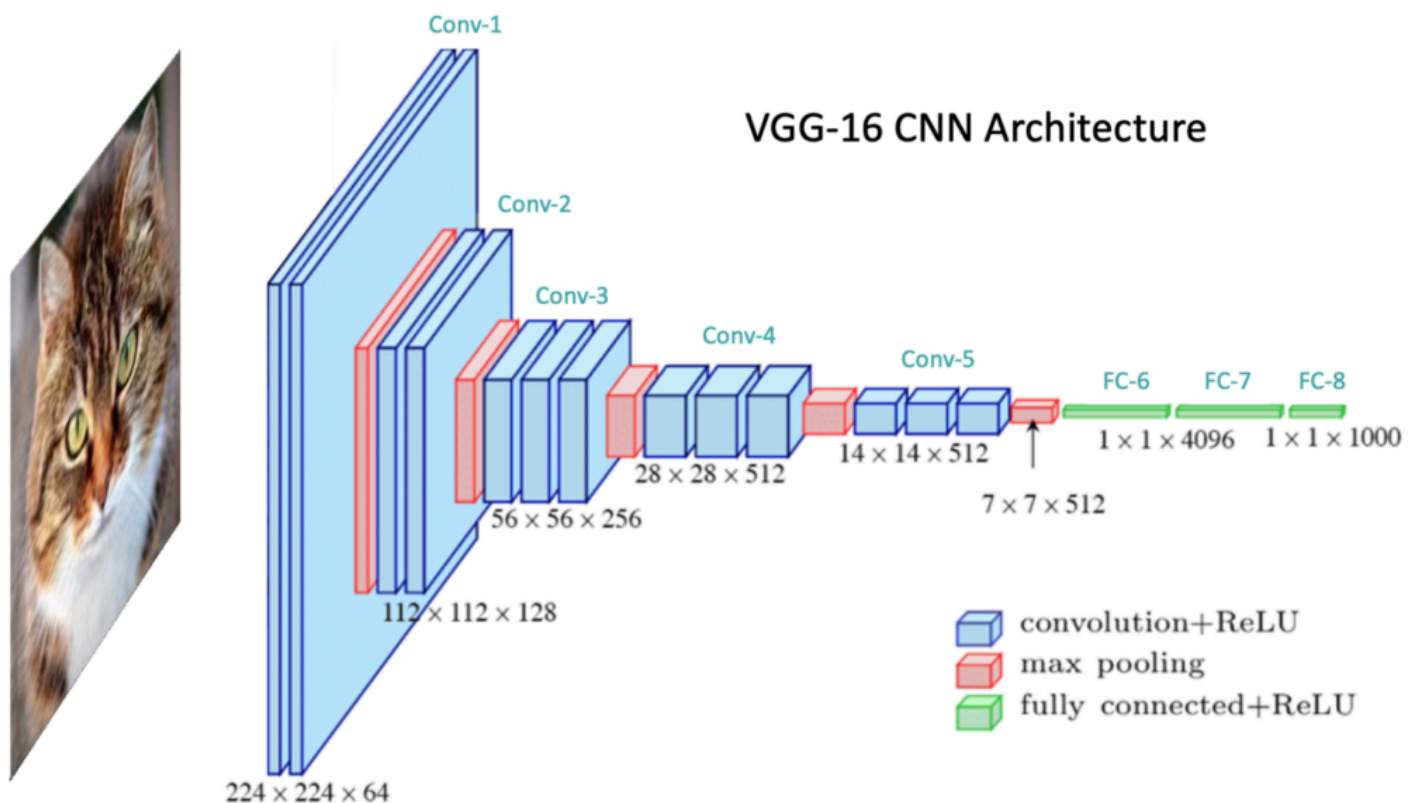 Conv-1
VGG-16 CNN Architecture
Conv-2
Conv-3
Conv-4
Conv-5
FC-6
FC-7
FC-8
1 × 1 × 4096
1 × 1 × 1000
14 × 14 × 512
28 × 28 × 512
7 × 7 × 512
56 × 56 × 256
112 × 112 × 128
224 × 224 × 64
convolution+ReLU
max pooling
fully connected+ReLU